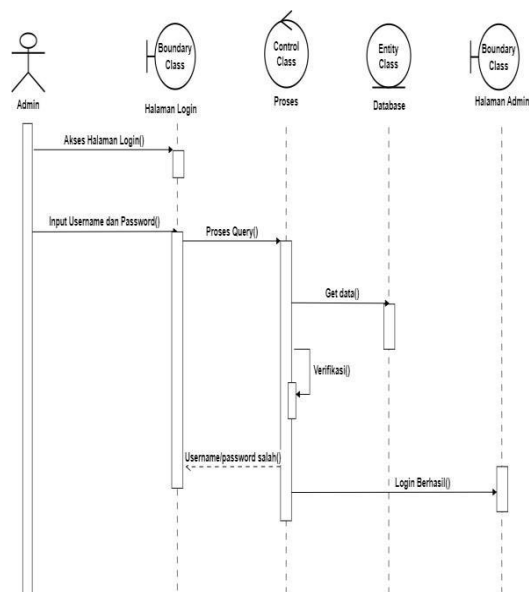 Boundary
Class
Control
Class
Entity
Class
Boundary
Class
Admin
Halaman Login
Proses
Database
Halaman Admin
Akses Halaman Login()
Input Username dan Password()
Proses Query()
Get data()
Verifikasi()
Username/password salah()
Login Berhasil()